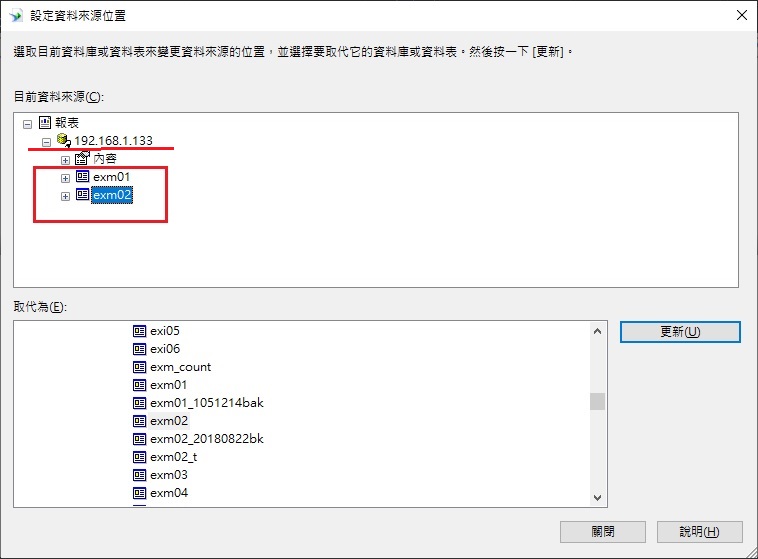 設定資料來源位置
選取目前資料庫或資料表來變更資料來源的位置，並選擇要取代它的資料庫或資料表。然後按一下 [更新]。
目前資料來源(C):
報表
192.168.1.133
內容
exm01
exm02
取代為(E):
exi05
exi06
exm_count
exm01
exm01_1051214bak
exm02
exm02_20180822bk
exm02_t
exm03
exm04
更新(U)
關閉
說明(H)